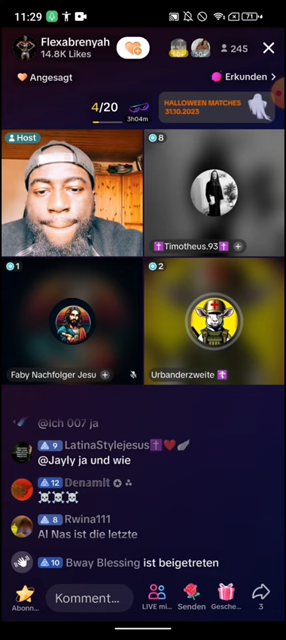 11:29
71
Flexabrenyah
14.8K Likes
245
Angesagt
Erkunden >
4/20
3h04m
HALLOWEEN MATCHES
31.10.2023
Host
8
Timotheus.93
1
Faby Nachfolger Jesu
2
Urbanderzweite
@Ich 007 ja
9 LatinaStylejesus
@Jayly ja und wie
12 Denamit
8 Rwina111
Al Nas ist die letzte
10 Bway Blessing ist beigetreten
Abonn...
Komment...
LIVE mi...
Senden
Gesche...
3